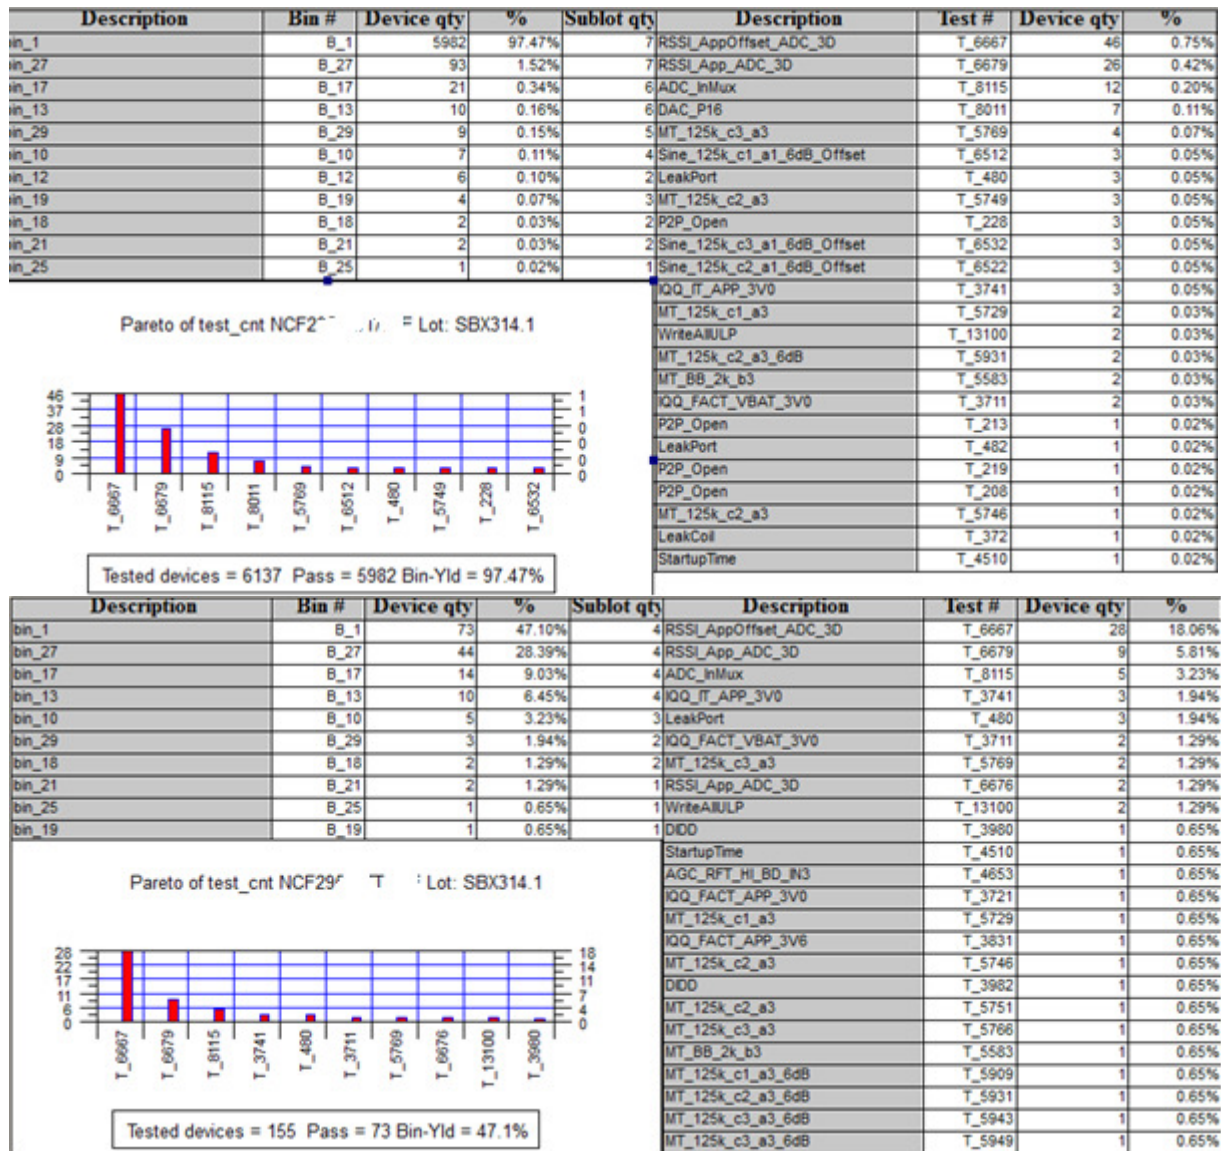 Description Bin # Device qty % Sublot qty
bin_1 B_1 5982 97.47% 7
bin_27 B_27 93 1.52% 7
bin_17 B_17 21 0.34% 6
bin_13 B_13 10 0.16% 6
bin_29 B_29 9 0.15% 5
bin_10 B_10 7 0.11% 4
bin_12 B_12 6 0.10% 2
bin_19 B_19 4 0.07% 3
bin_18 B_18 2 0.03% 2
bin_21 B_21 2 0.03% 2
bin_25 B_25 1 0.02% 1
Description Test # Device qty %
RSSI_AppOffset_ADC_3D T_6667 46 0.75%
RSSI_App_ADC_3D T_6679 26 0.42%
ADC_InMux T_8115 12 0.20%
DAC_P16 T_8011 7 0.11%
MT_125k_c3_a3 T_5769 4 0.07%
Sine_125k_c1_a1_6dB_Offset T_6512 3 0.05%
LeakPort T_480 3 0.05%
MT_125k_c2_a3 T_5749 3 0.05%
P2P_Open T_228 3 0.05%
Sine_125k_c3_a1_6dB_Offset T_6532 3 0.05%
Sine_125k_c2_a1_6dB_Offset T_6522 3 0.05%
IQQ_IT_APP_3V0 T_3741 3 0.05%
MT_125k_c1_a3 T_5729 2 0.03%
WriteAllULP T_13100 2 0.03%
MT_125k_c2_a3_6dB T_5931 2 0.03%
MT_BB_2k_b3 T_5583 2 0.03%
IQQ_FACT_VBAT_3V0 T_3711 2 0.03%
P2P_Open T_213 1 0.02%
LeakPort T_482 1 0.02%
P2P_Open T_219 1 0.02%
P2P_Open T_208 1 0.02%
MT_125k_c2_a3 T_5746 1 0.02%
LeakCoil T_372 1 0.02%
StartupTime T_4510 1 0.02%
Pareto of test_cnt Lot: SBX314.1
46 1
37 1
28 0
18 0
9 0
0 0
T_6667 T_6679 T_8115 T_8011 T_5769 T_6512 T_480 T_5749 T_228 T_6532
Tested devices = 6137 Pass = 5982 Bin-Yld = 97.47%
Description Bin # Device qty % Sublot qty
bin_1 B_1 73 47.10% 4
bin_27 B_27 44 28.39% 4
bin_17 B_17 14 9.03% 4
bin_13 B_13 10 6.45% 4
bin_10 B_10 5 3.23% 3
bin_29 B_29 3 1.94% 2
bin_18 B_18 2 1.29% 2
bin_21 B_21 2 1.29% 1
bin_25 B_25 1 0.65% 1
bin_19 B_19 1 0.65% 1
Description Test # Device qty %
RSSI_AppOffset_ADC_3D T_6667 28 18.06%
RSSI_App_ADC_3D T_6679 9 5.81%
ADC_InMux T_8115 5 3.23%
IQQ_IT_APP_3V0 T_3741 3 1.94%
LeakPort T_480 3 1.94%
IQQ_FACT_VBAT_3V0 T_3711 2 1.29%
MT_125k_c3_a3 T_5769 2 1.29%
RSSI_App_ADC_3D T_6676 2 1.29%
WriteAllULP T_13100 2 1.29%
DIDD T_3980 1 0.65%
StartupTime T_4510 1 0.65%
AGC_RFT_HI_BD_IN3 T_4653 1 0.65%
IQQ_FACT_APP_3V0 T_3721 1 0.65%
MT_125k_c1_a3 T_5729 1 0.65%
IQQ_FACT_APP_3V6 T_3831 1 0.65%
MT_125k_c2_a3 T_5746 1 0.65%
DIDD T_3982 1 0.65%
MT_125k_c2_a3 T_5751 1 0.65%
MT_125k_c3_a3 T_5766 1 0.65%
MT_BB_2k_b3 T_5583 1 0.65%
MT_125k_c1_a3_6dB T_5909 1 0.65%
MT_125k_c2_a3_6dB T_5931 1 0.65%
MT_125k_c3_a3_6dB T_5943 1 0.65%
MT_125k_c3_a3_6dB T_5949 1 0.65%
Pareto of test_cnt Lot: SBX314.1
28 18
22 14
17 11
11 7
6 4
0 0
T_6667 T_6679 T_8115 T_3741 T_480 T_3711 T_5769 T_6676 T_13100 T_3980
Tested devices = 155 Pass = 73 Bin-Yld = 47.1%